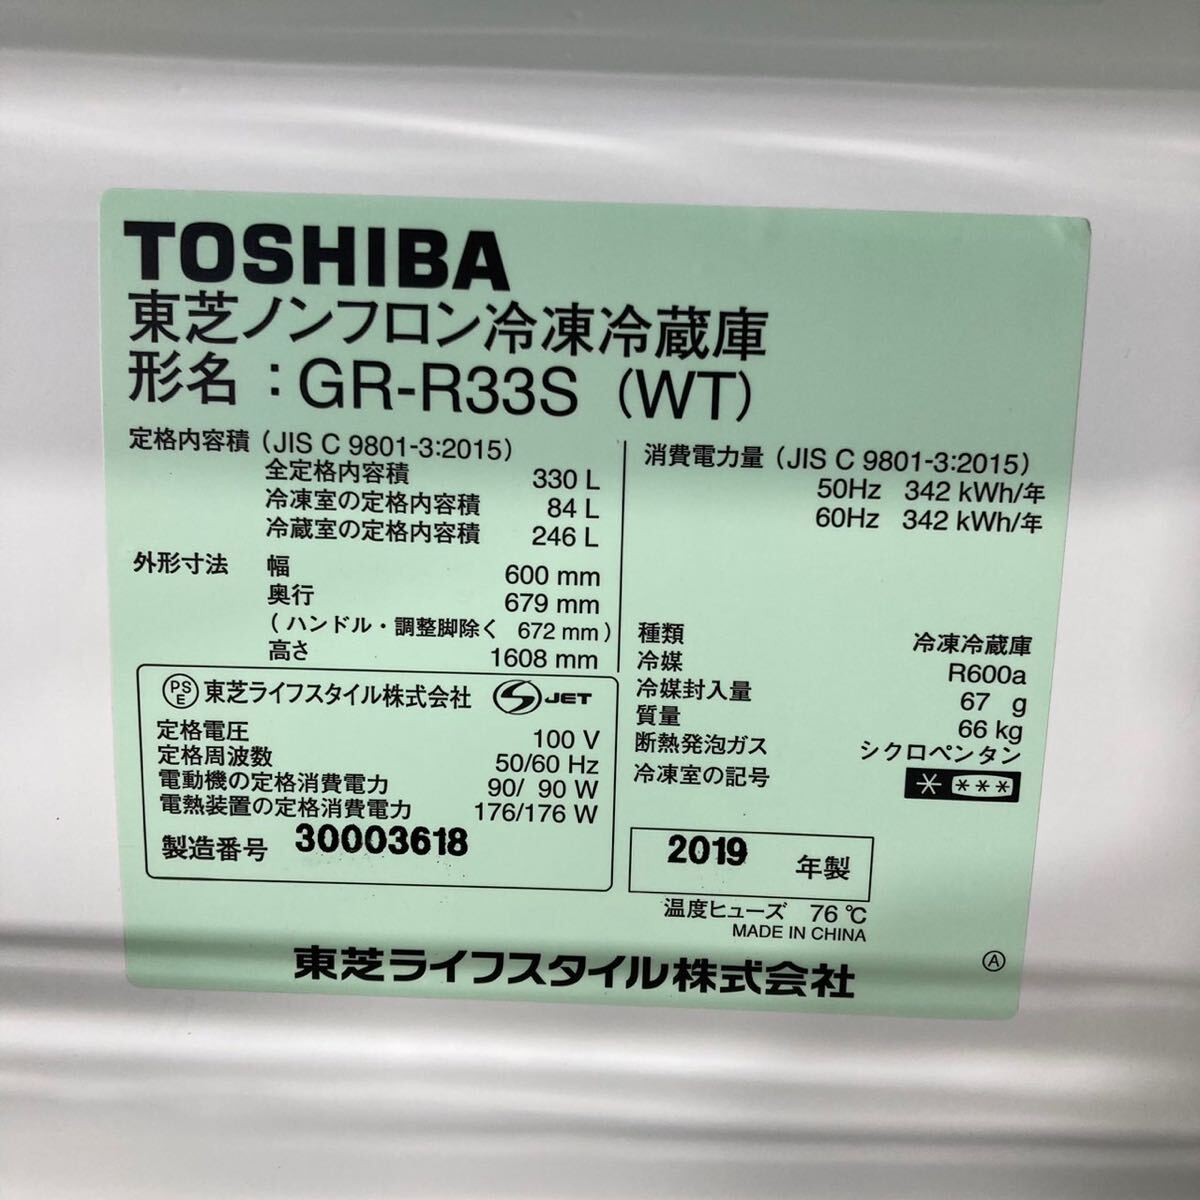 TOSHIBA
東芝ノンフロン冷凍冷蔵庫
形名：GR-R33S (WT)
定格内容積 (JIS C 9801-3:2015)
全定格内容積 330 L
冷凍室の定格内容積 84 L
冷蔵室の定格内容積 246 L
外形寸法 幅 600 mm
奥行 679 mm
(ハンドル・調整脚除く 672 mm)
高さ 1608 mm
消費電力量 (JIS C 9801-3:2015)
50Hz 342 kWh/年
60Hz 342 kWh/年
種類 冷凍冷蔵庫
冷媒 R600a
冷媒封入量 67 g
質量 66 kg
断熱発泡ガス シクロペンタン
冷凍室の記号 * ***
PSE 東芝ライフスタイル株式会社 S JET
定格電圧 100 V
定格周波数 50/60 Hz
電動機の定格消費電力 90/ 90 W
電熱装置の定格消費電力 176/176 W
製造番号 30003618
2019 年製
温度ヒューズ 76 ℃
MADE IN CHINA
東芝ライフスタイル株式会社
Ⓐ